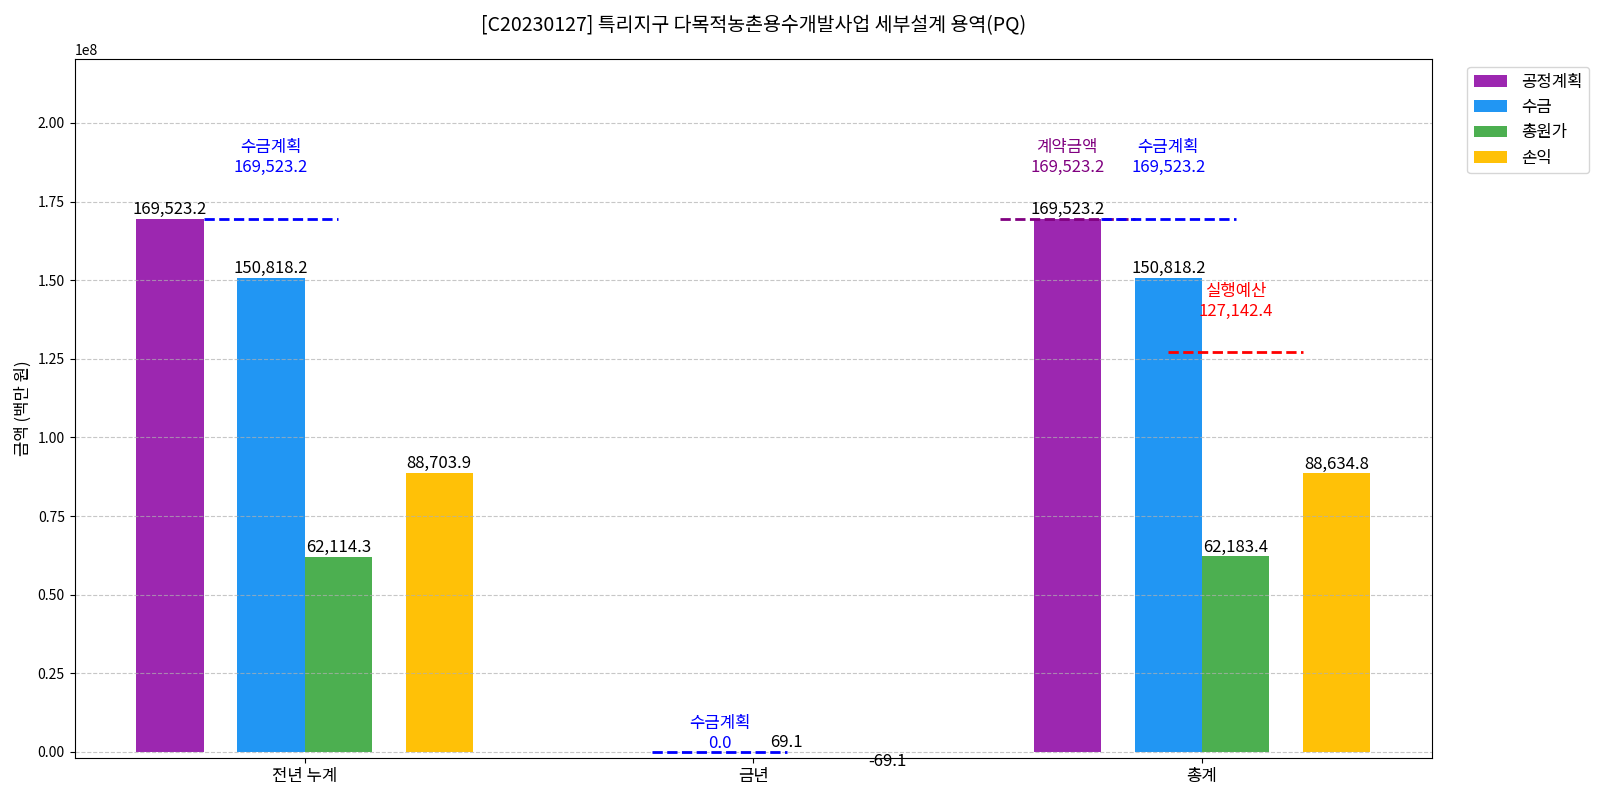 [C20230127] 특리지구 다목적농촌용수개발사업 세부설계 용역(PQ)
1e8
금액 (백만 원)
2.00
1.75
1.50
1.25
1.00
0.75
0.50
0.25
0.00
수금계획
169,523.2
169,523.2
150,818.2
62,114.3
88,703.9
수금계획
0.0
69.1
-69.1
계약금액
169,523.2
수금계획
169,523.2
169,523.2
150,818.2
실행예산
127,142.4
62,183.4
88,634.8
전년 누계
금년
총계
공정계획
수금
총원가
손익